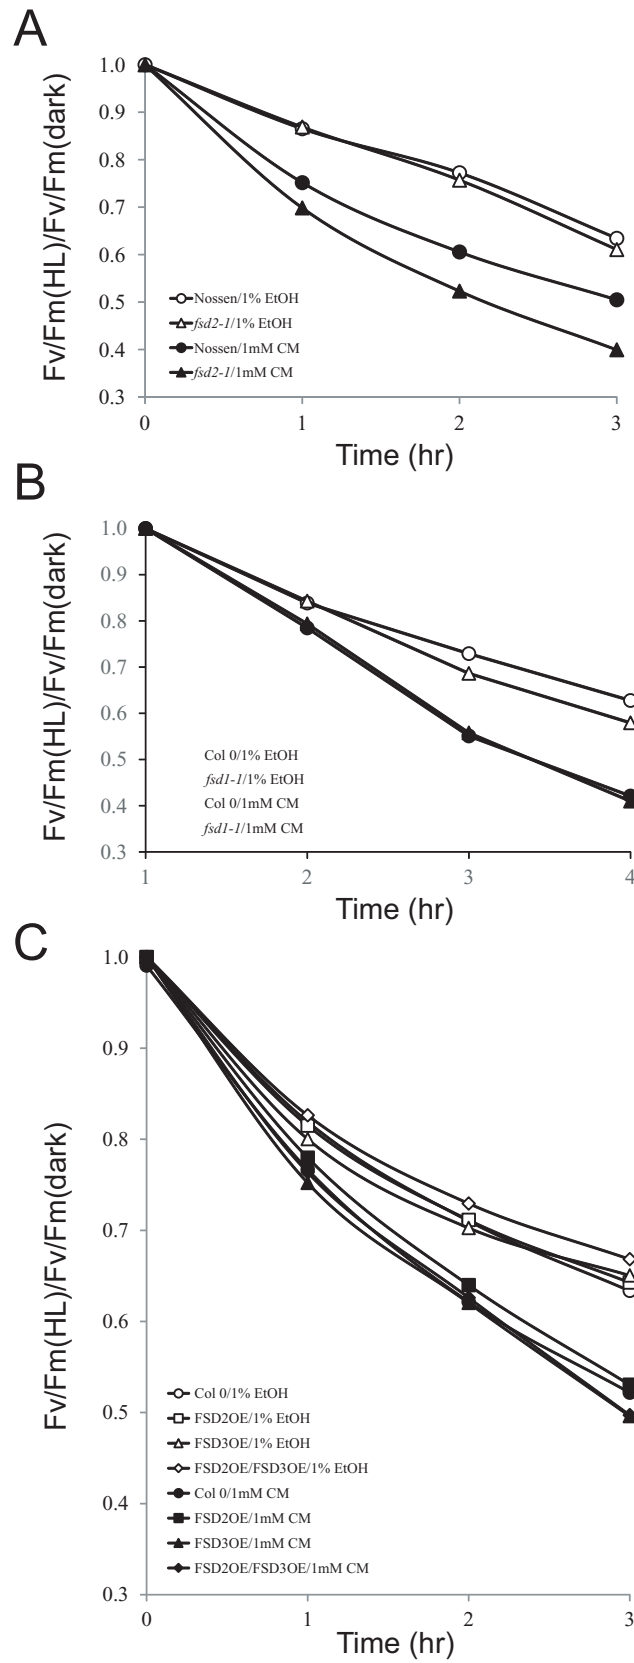 A
Fv/Fm(HL)/Fv/Fm(dark)
1.0
0.9
0.8
0.7
0.6
0.5
0.4
0.3
Nossen/1% EtOH
fsd2-1/1% EtOH
Nossen/1mM CM
fsd2-1/1mM CM
0 1 2 3
Time (hr)
B
Fv/Fm(HL)/Fv/Fm(dark)
1.0
0.9
0.8
0.7
0.6
0.5
0.4
0.3
Col 0/1% EtOH
fsd1-1/1% EtOH
Col 0/1mM CM
fsd1-1/1mM CM
1 2 3 4
Time (hr)
C
Fv/Fm(HL)/Fv/Fm(dark)
1.0
0.9
0.8
0.7
0.6
0.5
0.4
0.3
Col 0/1% EtOH
FSD2OE/1% EtOH
FSD3OE/1% EtOH
FSD2OE/FSD3OE/1% EtOH
Col 0/1mM CM
FSD2OE/1mM CM
FSD3OE/1mM CM
FSD2OE/FSD3OE/1mM CM
0 1 2 3
Time (hr)